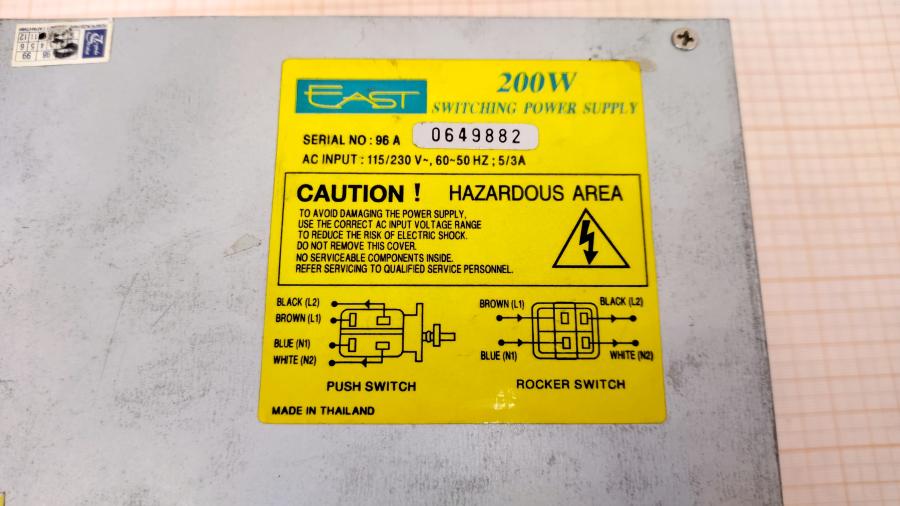 EAST
200W
SWITCHING POWER SUPPLY
SERIAL NO : 96 A 0649882
AC INPUT : 115/230 V~, 60~50 HZ ; 5/3A
CAUTION ! HAZARDOUS AREA
TO AVOID DAMAGING THE POWER SUPPLY,
USE THE CORRECT AC INPUT VOLTAGE RANGE
TO REDUCE THE RISK OF ELECTRIC SHOCK.
DO NOT REMOVE THIS COVER.
NO SERVICEABLE COMPONENTS INSIDE.
REFER SERVICING TO QUALIFIED SERVICE PERSONNEL.
BLACK (L2)
BROWN (L1)
BLUE (N1)
WHITE (N2)
PUSH SWITCH
BROWN (L1) BLACK (L2)
BLUE (N1) WHITE (N2)
ROCKER SWITCH
MADE IN THAILAND